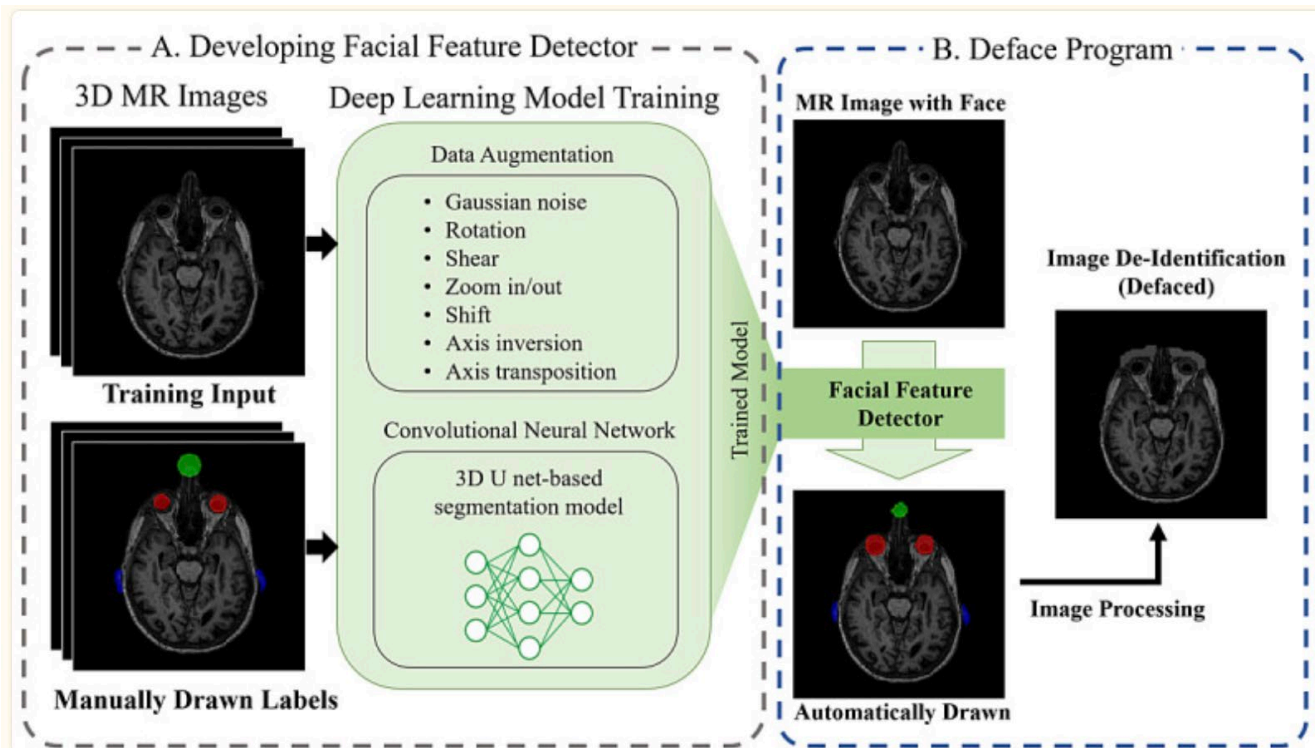 A. Developing Facial Feature Detector
3D MR Images
Training Input
Manually Drawn Labels
Deep Learning Model Training
Data Augmentation
• Gaussian noise
• Rotation
• Shear
• Zoom in/out
• Shift
• Axis inversion
• Axis transposition
Convolutional Neural Network
3D U net-based
segmentation model
Trained Model
B. Deface Program
MR Image with Face
Facial Feature
Detector
Automatically Drawn
Image Processing
Image De-Identification
(Defaced)